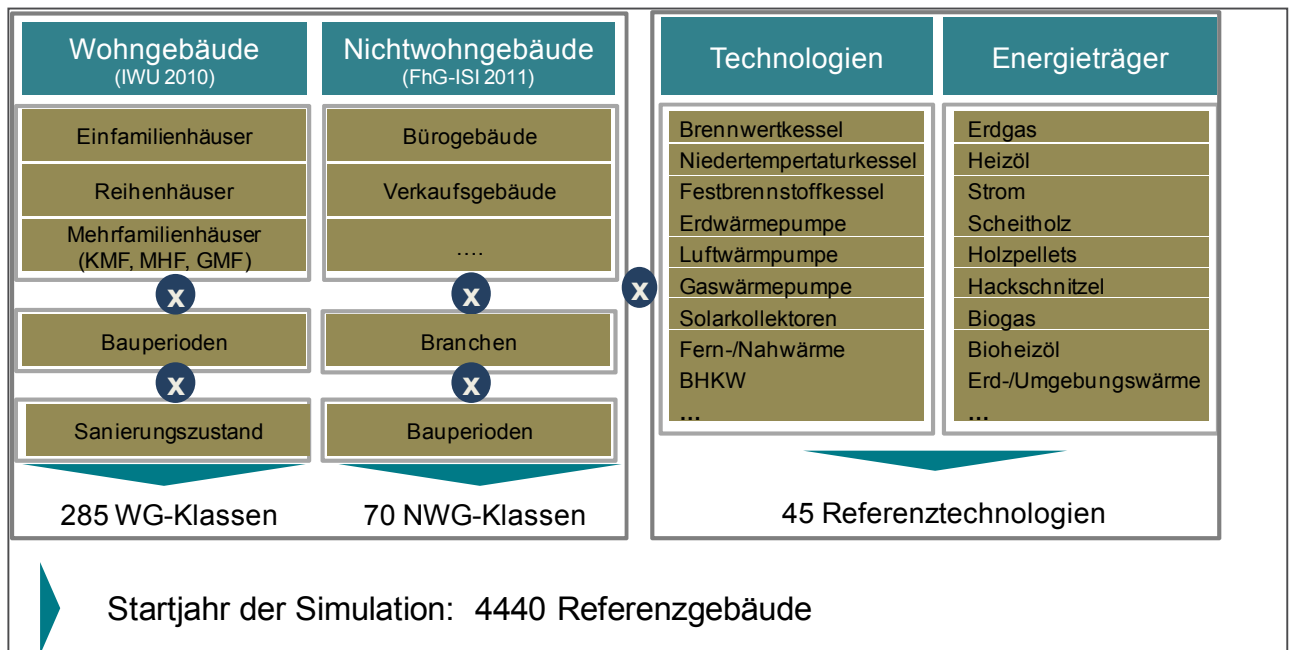 Wohngebäude
(IWU 2010)
Einfamilienhäuser
Reihenhäuser
Mehrfamilienhäuser
(KMF, MHF, GMF)
x
Bauperioden
x
Sanierungszustand
285 WG-Klassen
Nichtwohngebäude
(FhG-ISI 2011)
Bürogebäude
Verkaufsgebäude
....
x
Branchen
x
Bauperioden
70 NWG-Klassen
x
Technologien
Brennwertkessel
Niedertempertaturkessel
Festbrennstoffkessel
Erdwärmepumpe
Luftwärmpumpe
Gaswärmepumpe
Solarkollektoren
Fern-/Nahwärme
BHKW
...
Energieträger
Erdgas
Heizöl
Strom
Scheitholz
Holzpellets
Hackschnitzel
Biogas
Bioheizöl
Erd-/Umgebungswärme
...
45 Referenztechnologien
Startjahr der Simulation: 4440 Referenzgebäude